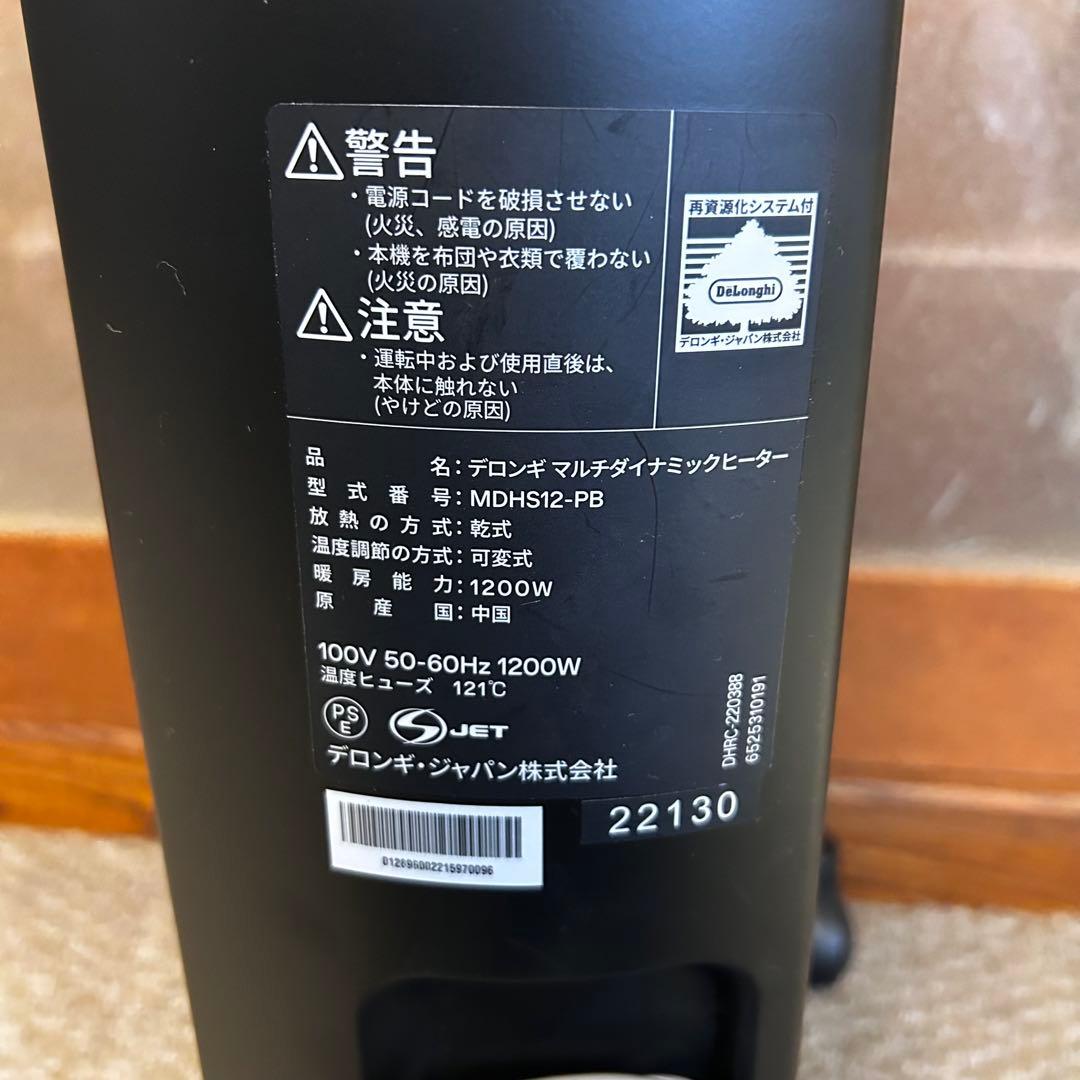 警告
・電源コードを破損させない
(火災、感電の原因)
・本機を布団や衣類で覆わない
(火災の原因)
注意
・運転中および使用直後は、
本体に触れない
(やけどの原因)
再資源化システム付
DeLonghi
デロンギ・ジャパン株式会社
品名：デロンギ マルチダイナミックヒーター
型式番号：MDHS12-PB
放熱の方式：乾式
温度調節の方式：可変式
暖房能力：1200W
原産国：中国
100V 50-60Hz 1200W
温度ヒューズ 121℃
PSE
JET
デロンギ・ジャパン株式会社
DHRC-220388
6525310191
22130
012696002215970096